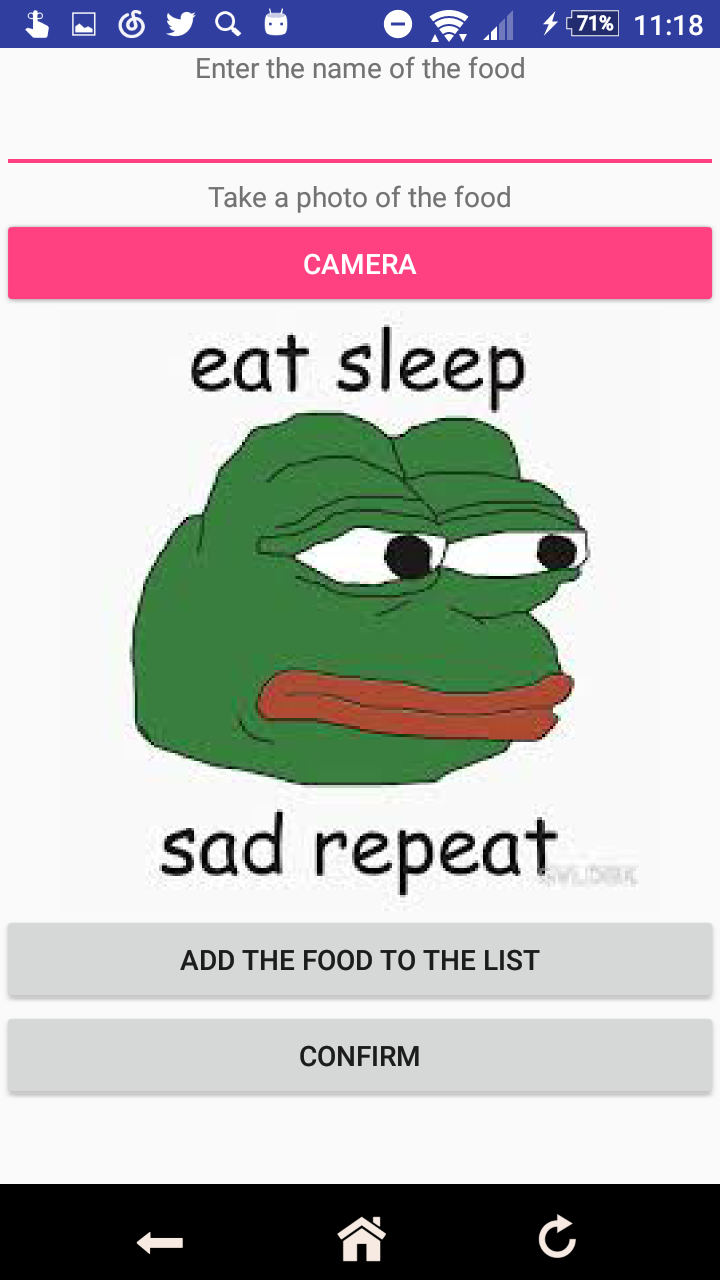 71% 11:18
Enter the name of the food
Take a photo of the food
CAMERA
eat sleep
sad repeat
ADD THE FOOD TO THE LIST
CONFIRM